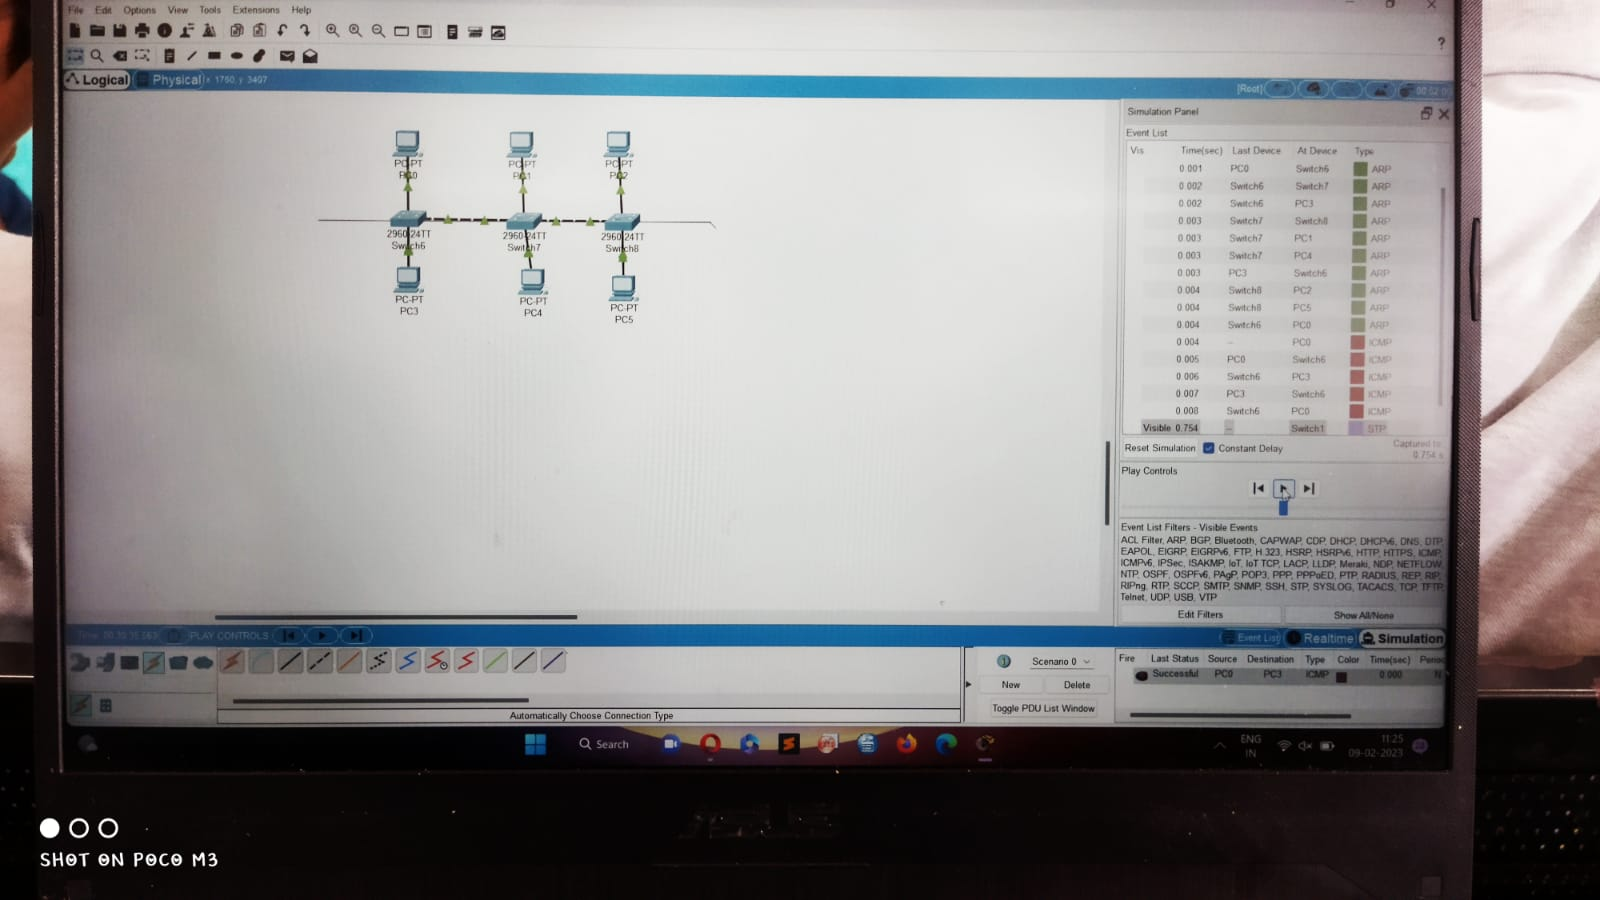 File Edit Options View Tools Extensions Help
?
Logical Physical x 1760, y 3407
[Root]
PC-PT
PC0
PC-PT
PC1
PC-PT
PC2
2960-24TT
Switch6
2960-24TT
Switch7
2960-24TT
Switch8
PC-PT
PC3
PC-PT
PC4
PC-PT
PC5
Simulation Panel
Event List
Vis Time(sec) Last Device At Device Type
0.001 PC0 Switch6 ARP
0.002 Switch6 Switch7 ARP
0.002 Switch6 PC3 ARP
0.003 Switch7 Switch8 ARP
0.003 Switch7 PC1 ARP
0.003 Switch7 PC4 ARP
0.003 PC3 Switch6 ARP
0.004 Switch8 PC2 ARP
0.004 Switch8 PC5 ARP
0.004 Switch6 PC0 ARP
0.004 -- PC0 ICMP
0.005 PC0 Switch6 ICMP
0.006 Switch6 PC3 ICMP
0.007 PC3 Switch6 ICMP
0.008 Switch6 PC0 ICMP
Visible 0.754 -- Switch1 STP
Reset Simulation Constant Delay Captured to
0.754 s
Play Controls
Event List Filters - Visible Events
ACL Filter, ARP, BGP, Bluetooth, CAPWAP, CDP, DHCP, DHCPv6, DNS, DTP,
EAPOL, EIGRP, EIGRPv6, FTP, H.323, HSRP, HSRPv6, HTTP, HTTPS, ICMP,
ICMPv6, IPSec, ISAKMP, IoT, IoT TCP, LACP, LLDP, Meraki, NDP, NETFLOW,
NTP, OSPF, OSPFv6, PAgP, POP3, PPP, PPPoED, PTP, RADIUS, REP, RIP,
RIPng, RTP, SCCP, SMTP, SNMP, SSH, STP, SYSLOG, TACACS, TCP, TFTP,
Telnet, UDP, USB, VTP
Edit Filters Show All/None
PLAY CONTROLS
Event List Realtime Simulation
Scenario 0
New Delete
Toggle PDU List Window
Fire Last Status Source Destination Type Color Time(sec) Perio
Successful PC0 PC3 ICMP 0.000 N
Automatically Choose Connection Type
Search
ENG
IN
11:25
09-02-2023
SHOT ON POCO M3